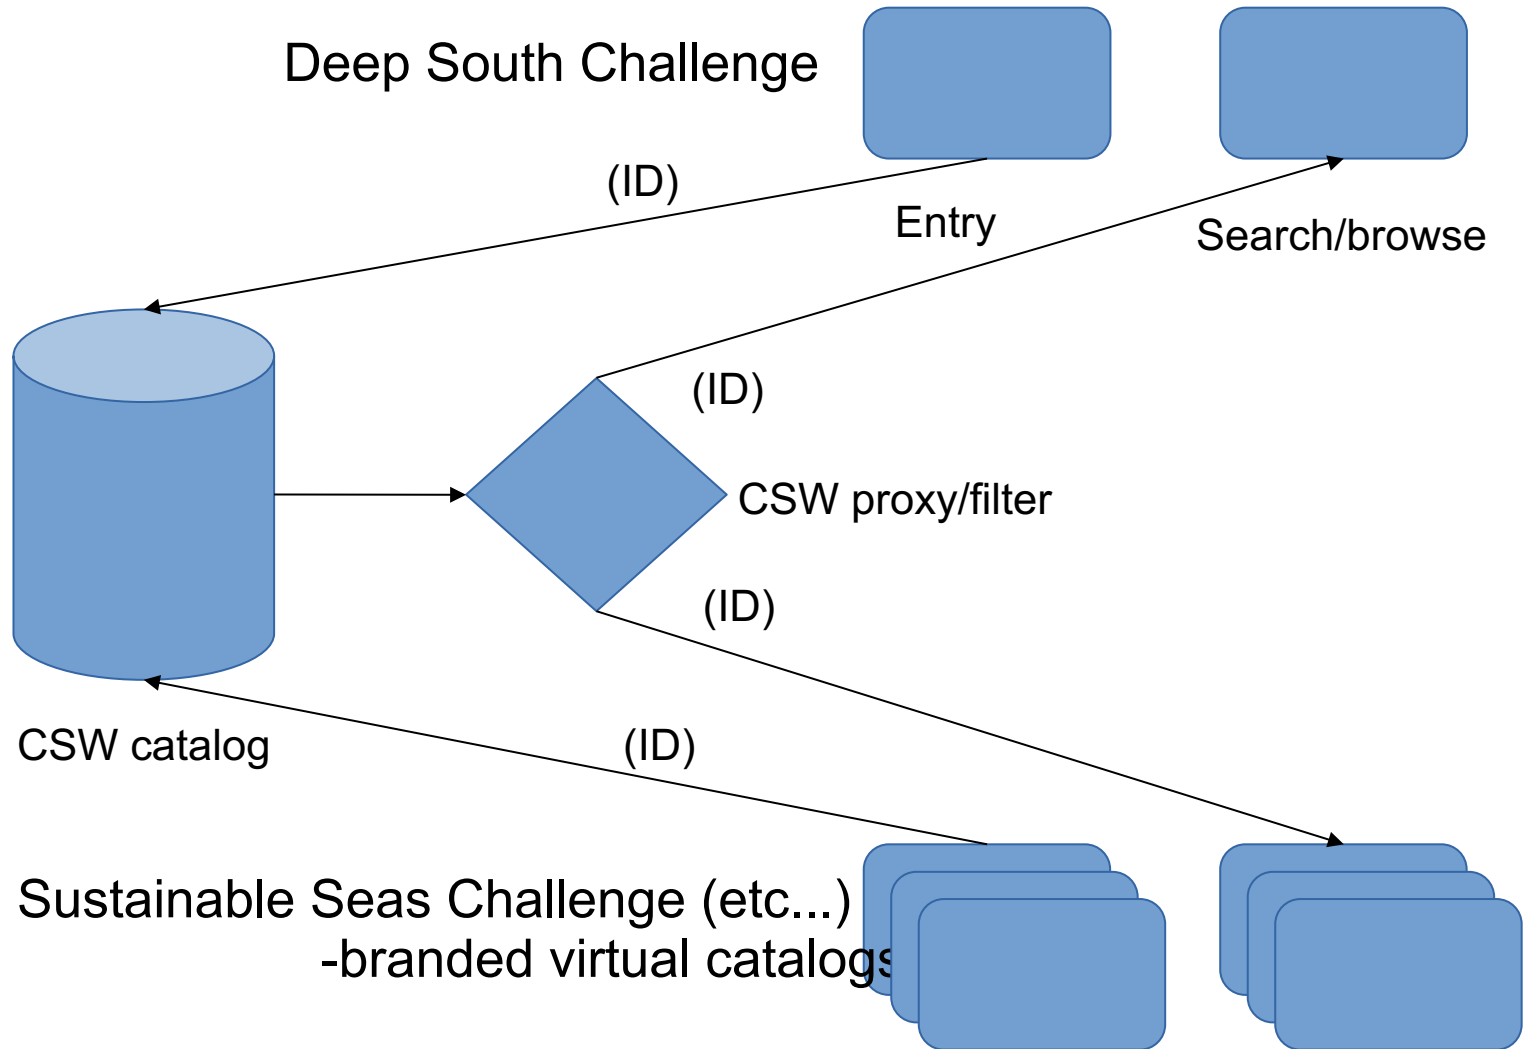 Deep South Challenge
(ID)
Entry
Search/browse
(ID)
CSW proxy/filter
(ID)
CSW catalog
(ID)
Sustainable Seas Challenge (etc...)
-branded virtual catalogs